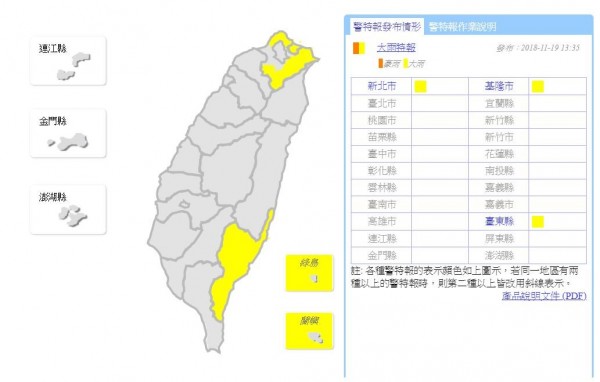 連江縣
金門縣
澎湖縣
綠島
蘭嶼
警特報發布情形 警特報作業說明
大雨特報 發布：2018-11-19 13:35
豪雨 大雨
新北市 基隆市
臺北市 宜蘭縣
桃園市 新竹縣
苗栗縣 新竹市
臺中市 花蓮縣
彰化縣 南投縣
雲林縣 嘉義縣
臺南市 嘉義市
高雄市 臺東縣
連江縣 屏東縣
金門縣 澎湖縣
註: 各種警特報的表示顏色如上圖示，若同一地區有兩
種以上的警特報時，則第二種以上皆改用斜線表示。
產品說明文件 (PDF)